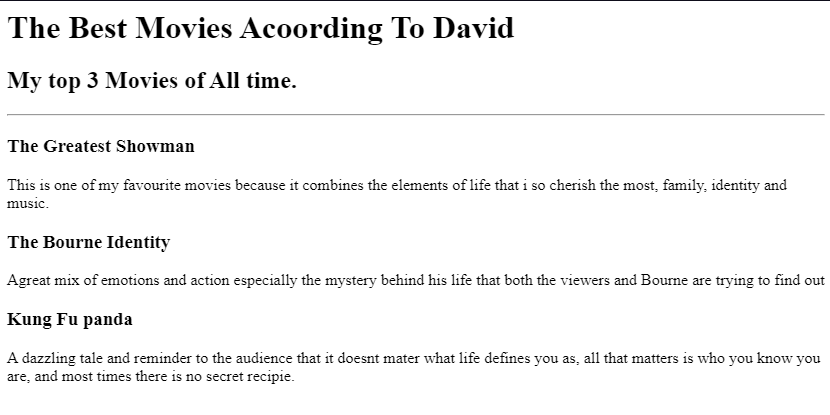 The Best Movies Acoording To David
My top 3 Movies of All time.
The Greatest Showman
This is one of my favourite movies because it combines the elements of life that i so cherish the most, family, identity and
music.
The Bourne Identity
Agreat mix of emotions and action especially the mystery behind his life that both the viewers and Bourne are trying to find out
Kung Fu panda
A dazzling tale and reminder to the audience that it doesnt mater what life defines you as, all that matters is who you know you
are, and most times there is no secret recipie.